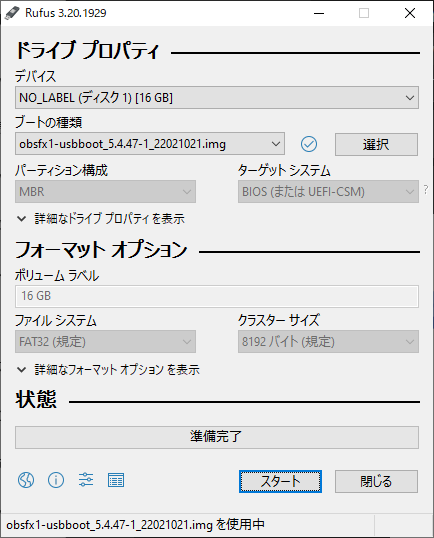 Rufus 3.20.1929
ドライブ プロパティ
デバイス
NO_LABEL (ディスク 1) [16 GB]
ブートの種類
obsfx1-usbboot_5.4.47-1_22021021.img
選択
パーティション構成
ターゲット システム
MBR
BIOS (または UEFI-CSM)
?
詳細なドライブ プロパティを表示
フォーマット オプション
ボリューム ラベル
16 GB
ファイル システム
クラスター サイズ
FAT32 (規定)
8192 バイト (規定)
詳細なフォーマット オプション を表示
状態
準備完了
スタート
閉じる
obsfx1-usbboot_5.4.47-1_22021021.img を使用中